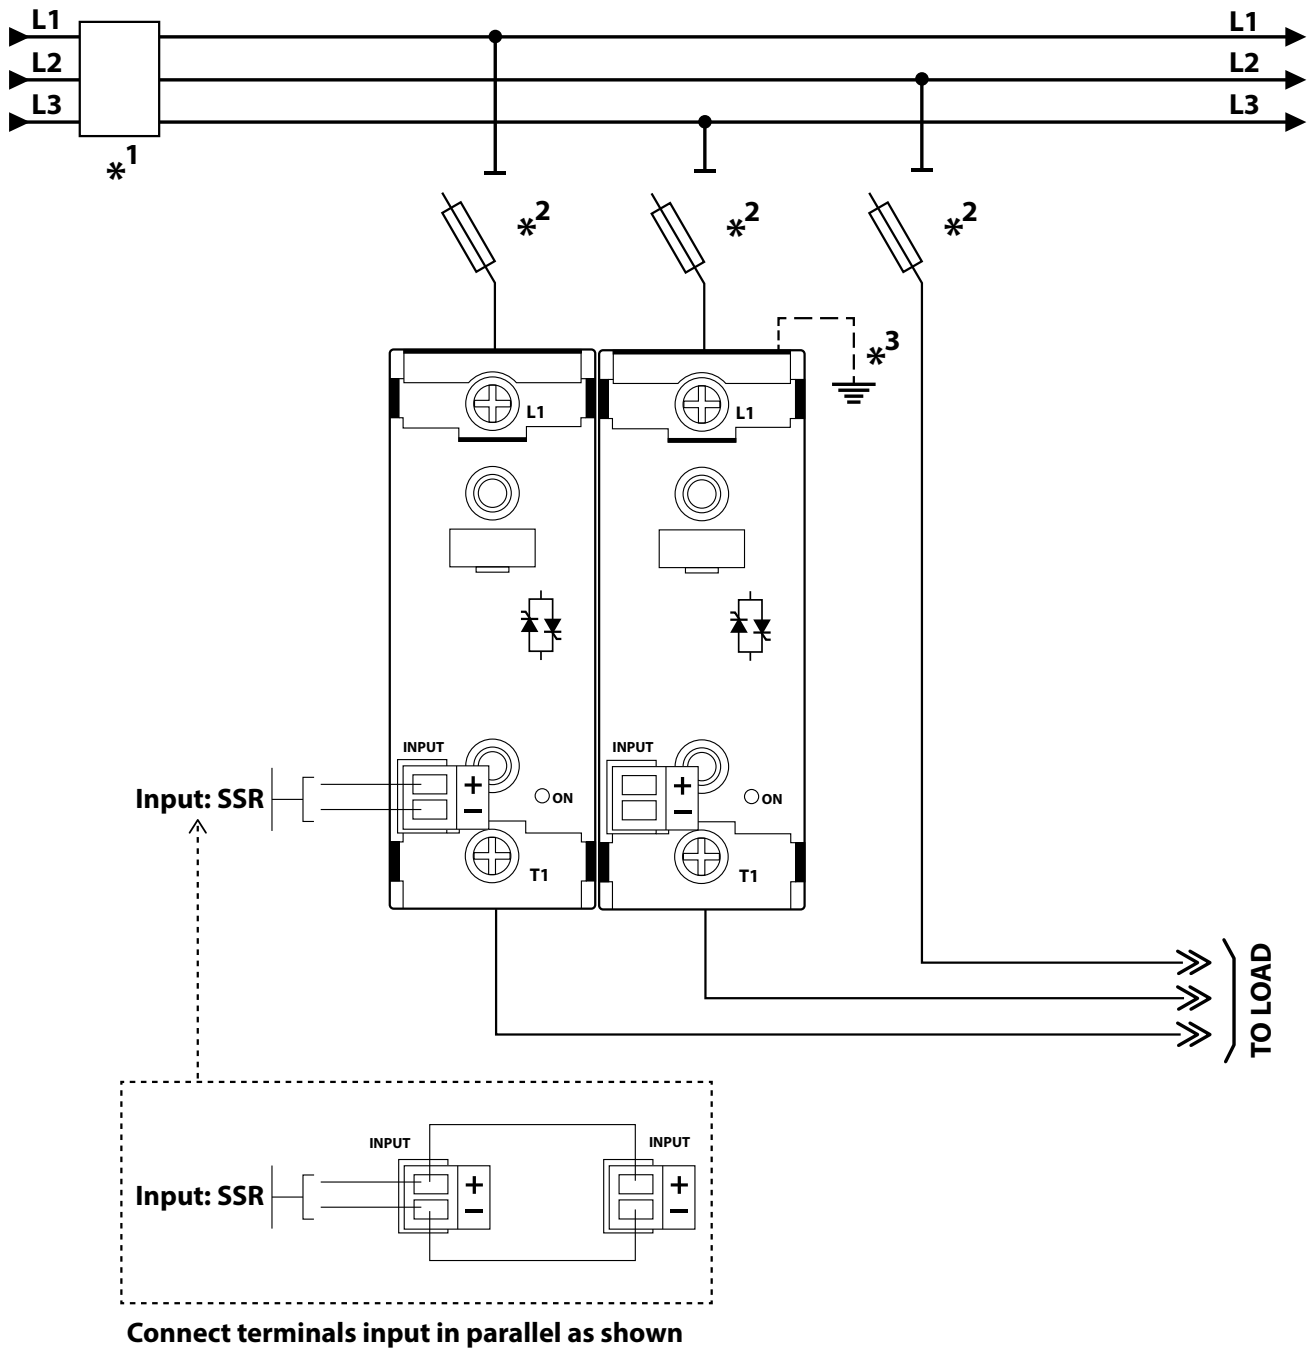 L1 L1
L2 L2
L3 L3
*1
*2 *2 *2
*3
L1 L1
INPUT INPUT
+ +
Input: SSR ON ON
− −
T1 T1
TO LOAD
INPUT INPUT
+ +
Input: SSR
− −
Connect terminals input in parallel as shown